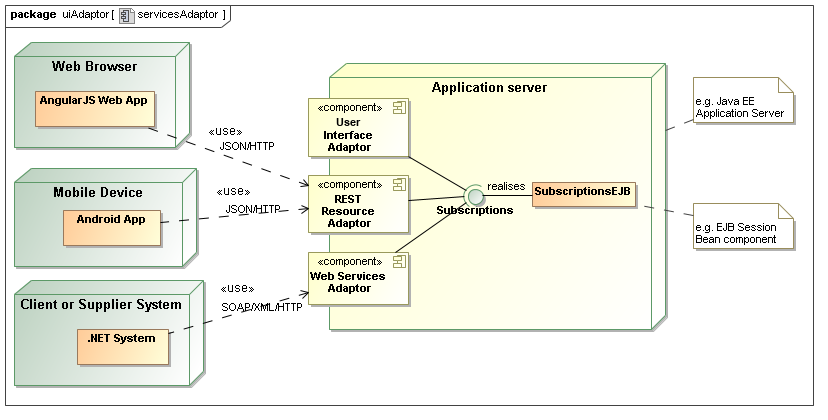 package uiAdaptor [ servicesAdaptor ]
Web Browser
AngularJS Web App
«use»
JSON/HTTP
Mobile Device
Android App
«use»
JSON/HTTP
Client or Supplier System
.NET System
«use»
SOAP/XML/HTTP
Application server
«component»
User
Interface
Adaptor
«component»
REST
Resource
Adaptor
«component»
Web Services
Adaptor
Subscriptions
realises
SubscriptionsEJB
e.g. Java EE
Application Server
e.g. EJB Session
Bean component